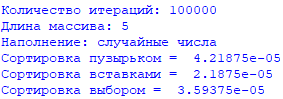 Количество итераций: 100000
Длина массива: 5
Наполнение: случайные числа
Сортировка пузырьком =  4.21875e-05
Сортировка вставками =  2.1875e-05
Сортировка выбором =  3.59375e-05